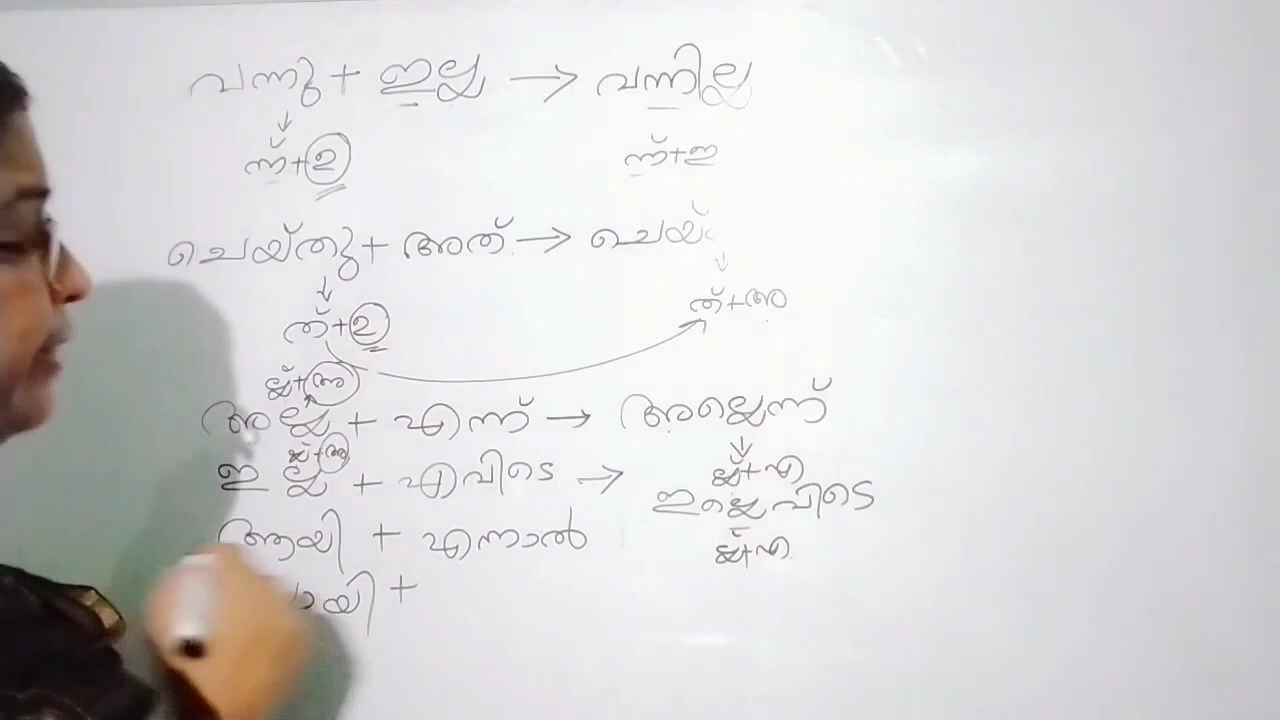 വന്നു + ഇല്ല → വന്നില്ല
↓
ന്ന് + ഉ ന്ന് + ഇ
ചെയ്തു + അത് → ചെയ്
↓ ↓
ത് + ഉ ത് + അ
ല്ല് + അ
അല്ല + എന്ന് → അല്ലെന്ന്
ല്ല് + അ ല്ല് + എ
ഇല്ല + എവിടെ → ഇല്ലെവിടെ
ആയി + എന്നാൽ ല്ല് + എ
ായി +